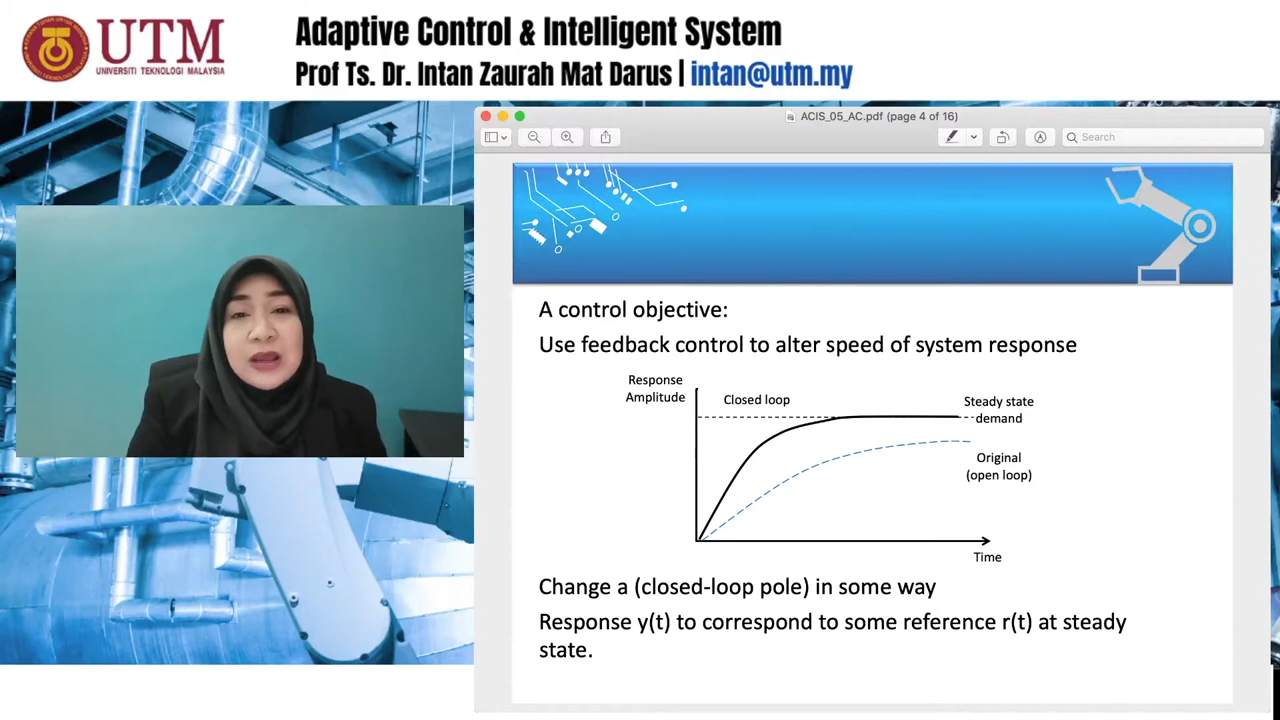 UTM
UNIVERSITI TEKNOLOGI MALAYSIA
Adaptive Control & Intelligent System
Prof Ts. Dr. Intan Zaurah Mat Darus | intan@utm.my
ACIS_05_AC.pdf (page 4 of 16)
Search
A control objective:
Use feedback control to alter speed of system response
Response
Amplitude
Closed loop
Steady state
demand
Original
(open loop)
Time
Change a (closed-loop pole) in some way
Response y(t) to correspond to some reference r(t) at steady
state.